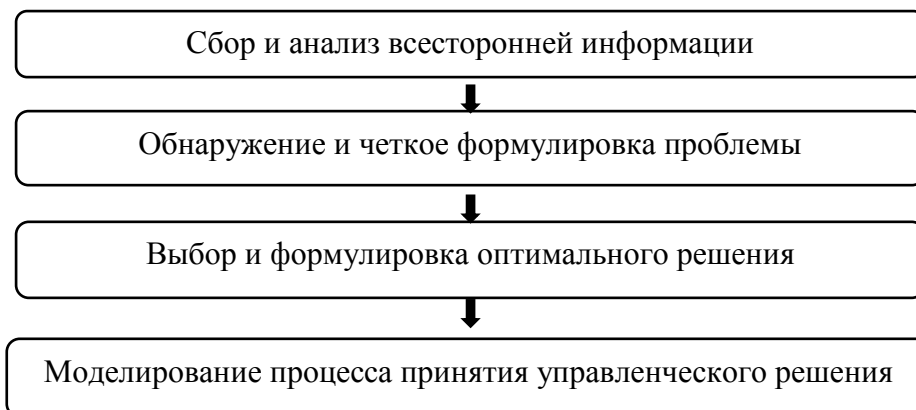 Сбор и анализ всесторонней информации
Обнаружение и четкое формулировка проблемы
Выбор и формулировка оптимального решения
Моделирование процесса принятия управленческого решения